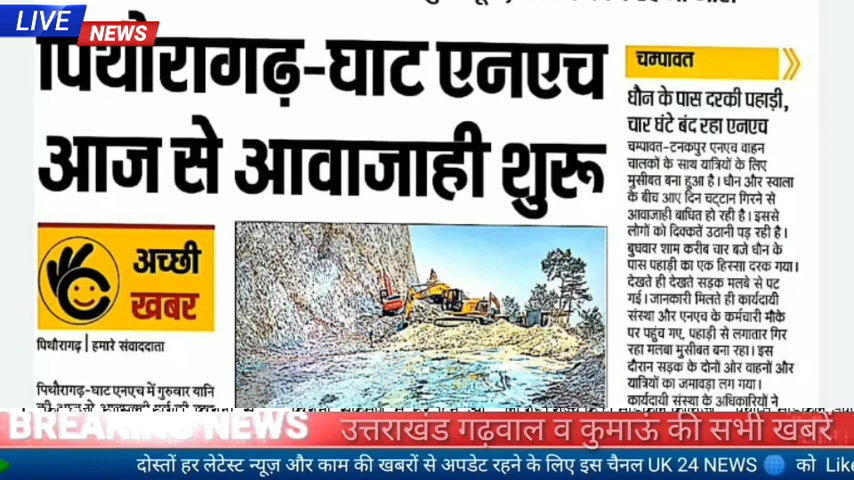 LIVE
NEWS
पिथौरागढ़-घाट एनएच
आज से आवाजाही शुरू
अच्छी
खबर
पिथौरागढ़ | हमारे संवाददाता
पिथौरागढ़-घाट एनएच में गुरुवार यानि
चम्पावत
धौन के पास दरकी पहाड़ी,
चार घंटे बंद रहा एनएच
चम्पावत-टनकपुर एनएच वाहन
चालकों के साथ यात्रियों के लिए
मुसीबत बना हुआ है। धौन और स्वाला
के बीच आए दिन चट्टान गिरने से
आवाजाही बाधित हो रही है। इससे
लोगों को दिक्कतें उठानी पड़ रही है।
बुधवार शाम करीब चार बजे धौन के
पास पहाड़ी का एक हिस्सा दरक गया।
देखते ही देखते सड़क मलबे से पट
गई। जानकारी मिलते ही कार्यदायी
संस्था और एनएच के कर्मचारी मौके
पर पहुंच गए, पहाड़ी से लगातार गिर
रहा मलबा मुसीबत बना रहा। इस
दौरान सड़क के दोनों ओर वाहनों और
यात्रियों का जमावड़ा लग गया।
कार्यदायी संस्था के अधिकारियों ने
BREAKING NEWS
उत्तराखंड गढ़वाल व कुमाऊं की सभी खबरें
दोस्तों हर लेटेस्ट न्यूज़ और काम की खबरों से अपडेट रहने के लिए इस चैनल UK 24 NEWS को Like